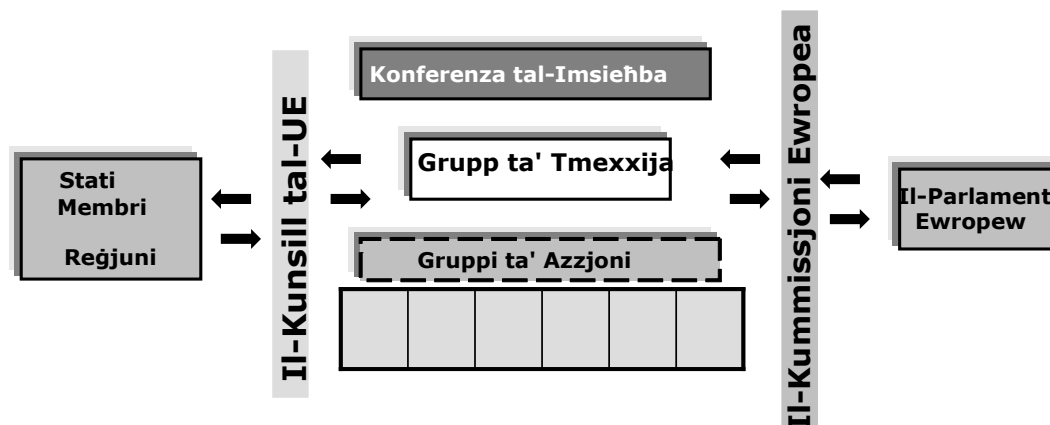 Konferenza tal-Imsieħba
Il-Kunsill tal-UE
Il-Kummissjoni Ewropea
Grupp ta' Tmexxija
Stati
Membri
Reġjuni
Il-Parlament
Ewropew
Gruppi ta' Azzjoni